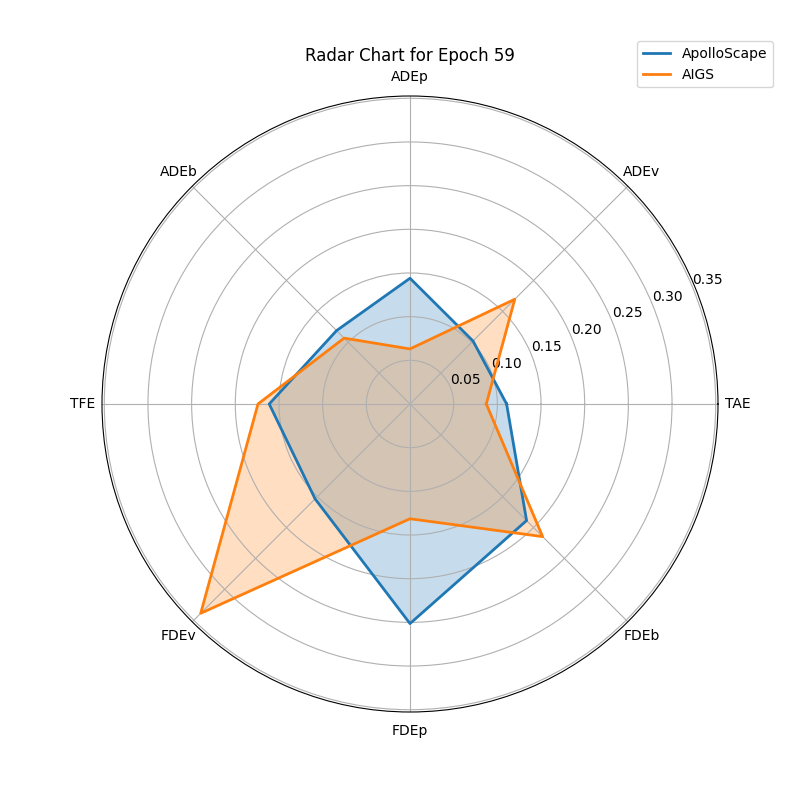 Radar Chart for Epoch 59
ApolloScape
AIGS
ADEp
ADEb
ADEv
0.35
0.30
0.25
0.20
0.15
0.10
0.05
TFE
TAE
FDEv
FDEb
FDEp